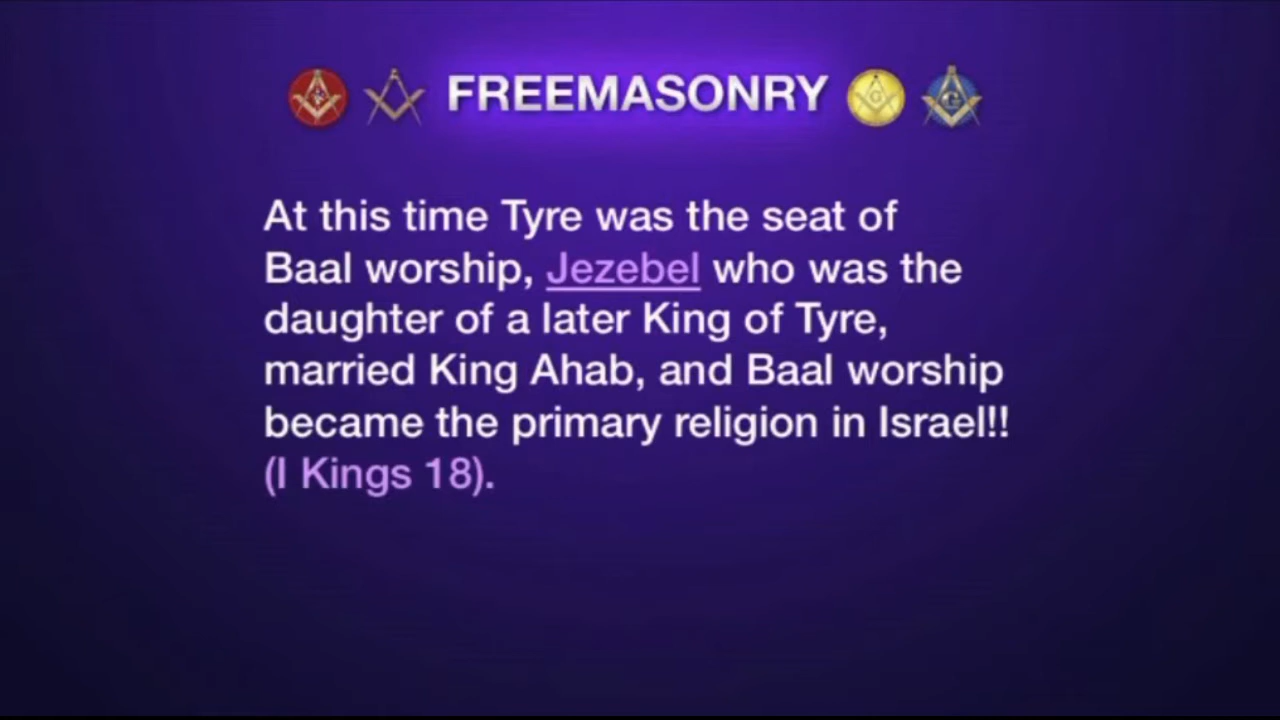 FREEMASONRY
At this time Tyre was the seat of
Baal worship, Jezebel who was the
daughter of a later King of Tyre,
married King Ahab, and Baal worship
became the primary religion in Israel!!
(I Kings 18).